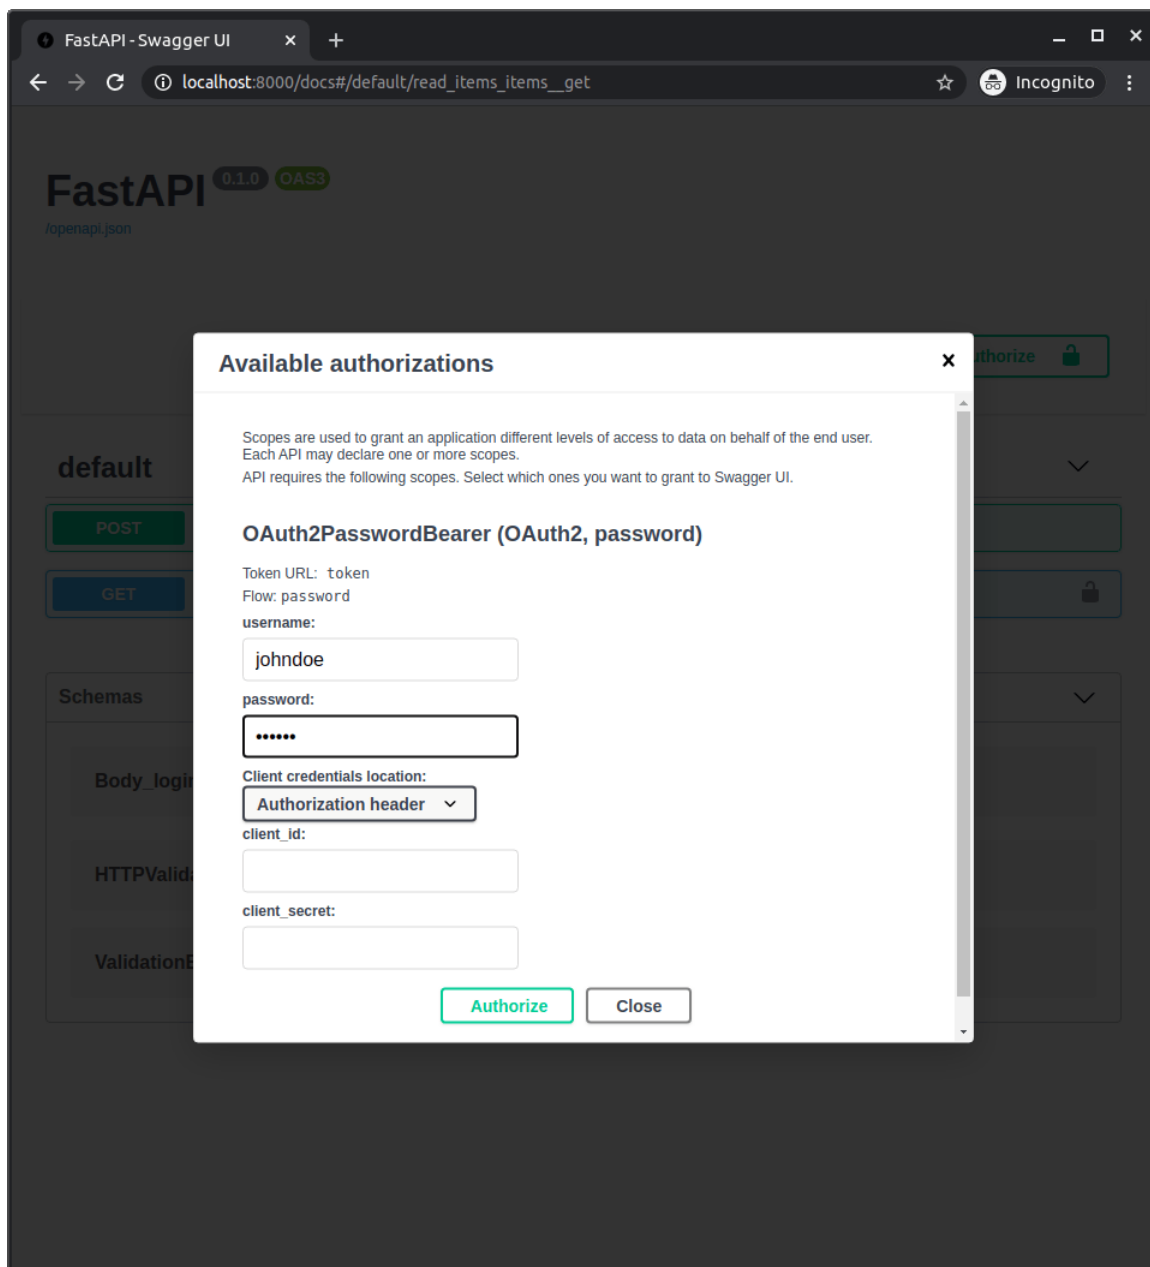 FastAPI - Swagger UI
localhost:8000/docs#/default/read_items_items__get
Incognito
FastAPI 0.1.0 OAS3
/openapi.json
Available authorizations
Scopes are used to grant an application different levels of access to data on behalf of the end user.
Each API may declare one or more scopes.
API requires the following scopes. Select which ones you want to grant to Swagger UI.
default
POST
OAuth2PasswordBearer (OAuth2, password)
Token URL: token
GET
Flow: password
username:
johndoe
Schemas
password:
••••••
Client credentials location:
Authorization header
client_id:
client_secret:
Authorize
Close